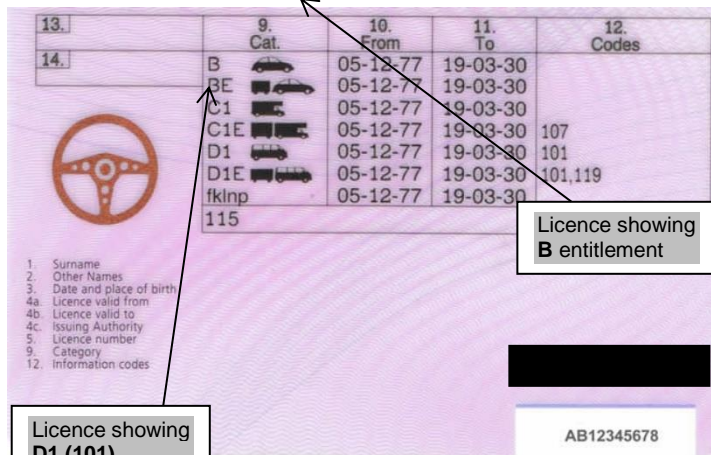 13. 9. Cat. 10. From 11. To 12. Codes
14. B 05-12-77 19-03-30
BE 05-12-77 19-03-30
C1 05-12-77 19-03-30
C1E 05-12-77 19-03-30 107
D1 05-12-77 19-03-30 101
D1E 05-12-77 19-03-30 101,119
fklnp 05-12-77 19-03-30
115
Licence showing
B entitlement
1. Surname
2. Other Names
3. Date and place of birth
4a. Licence valid from
4b. Licence valid to
4c. Issuing Authority
5. Licence number
9. Category
12. Information codes
Licence showing
D1 (101)
AB12345678